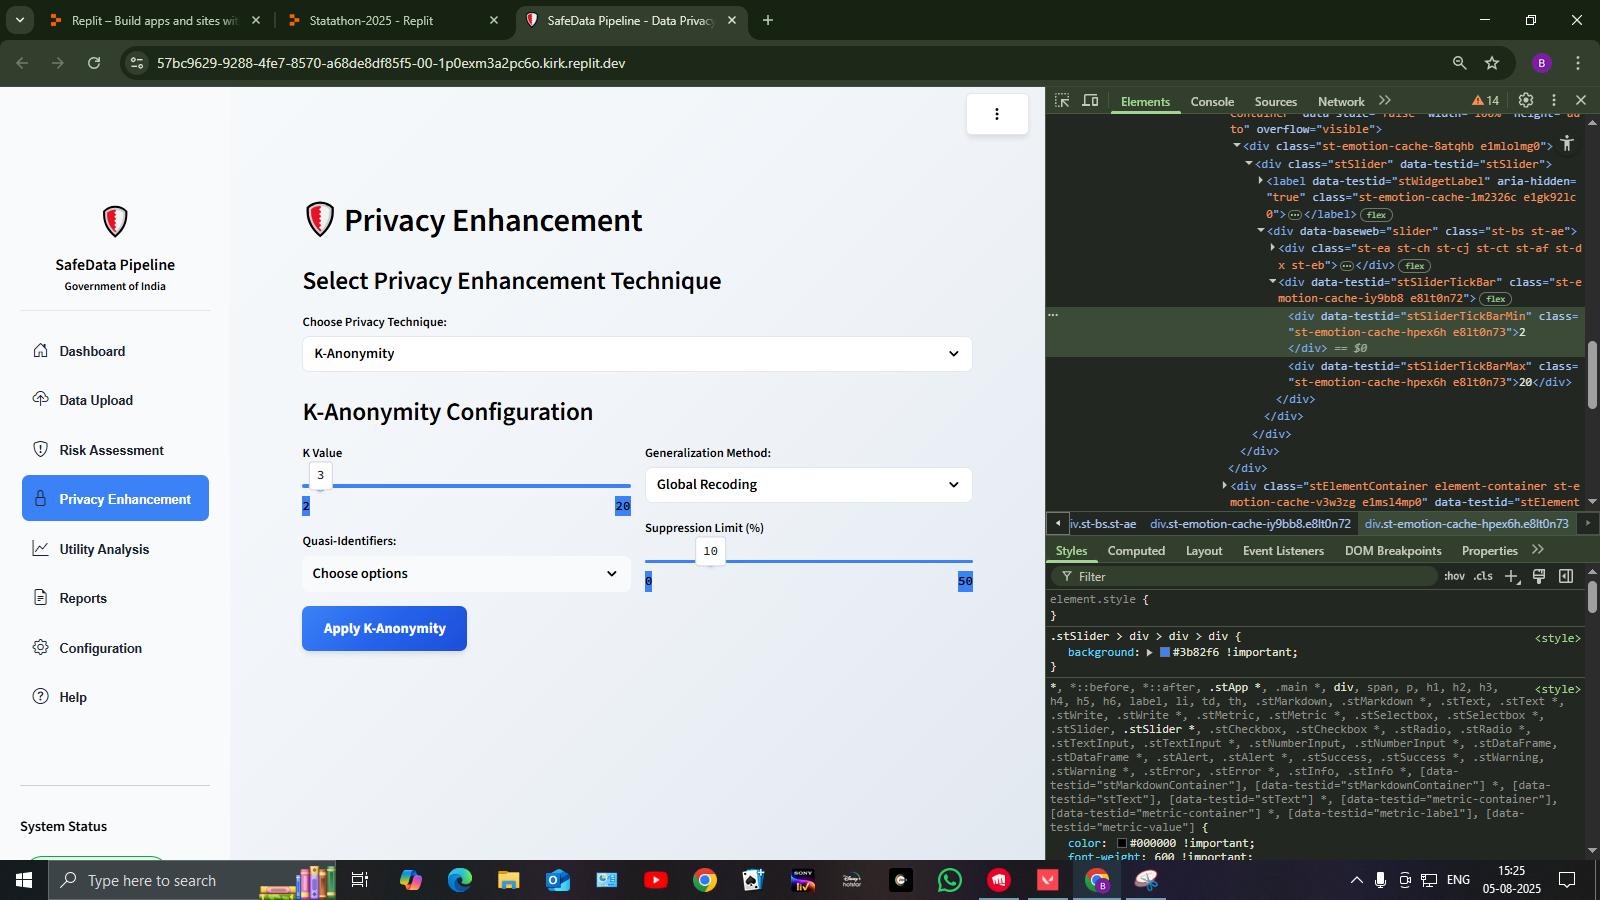 Replit – Build apps and sites wit
Statathon-2025 - Replit
SafeData Pipeline - Data Privacy
57bc9629-9288-4fe7-8570-a68de8df85f5-00-1p0exm3a2pc6o.kirk.replit.dev
B
SafeData Pipeline
Government of India
Dashboard
Data Upload
Risk Assessment
Privacy Enhancement
Utility Analysis
Reports
Configuration
Help
System Status
Privacy Enhancement
Select Privacy Enhancement Technique
Choose Privacy Technique:
K-Anonymity
K-Anonymity Configuration
K Value
3
2 20
Quasi-Identifiers:
Choose options
Apply K-Anonymity
Generalization Method:
Global Recoding
Suppression Limit (%)
10
0 50
Elements Console Sources Network 14
to" overflow="visible">
<div class="st-emotion-cache-8atqhb e1mlolmg0">
<div class="stSlider" data-testid="stSlider">
<label data-testid="stWidgetLabel" aria-hidden=
"true" class="st-emotion-cache-1m2326c e1gk92lc
0"> </label> flex
<div data-baseweb="slider" class="st-bs st-ae">
<div class="st-ea st-ch st-cj st-ct st-af st-d
x st-eb"> </div> flex
<div data-testid="stSliderTickBar" class="st-e
motion-cache-iy9bb8 e8lt0n72"> flex
<div data-testid="stSliderTickBarMin" class=
"st-emotion-cache-hpex6h e8lt0n73">2
</div> == $0
<div data-testid="stSliderTickBarMax" class=
"st-emotion-cache-hpex6h e8lt0n73">20</div>
</div>
</div>
</div>
</div>
</div>
<div class="stElementContainer element-container st-e
motion-cache-v3w3zg e1msl4mp0" data-testid="stElement
iv.st-bs.st-ae div.st-emotion-cache-iy9bb8.e8lt0n72 div.st-emotion-cache-hpex6h.e8lt0n73
Styles Computed Layout Event Listeners DOM Breakpoints Properties
Filter :hov .cls
element.style {
}
.stSlider > div > div > div { <style>
background: #3b82f6 !important;
}
*, *::before, *::after, .stApp *, .main *, div, span, p, h1, h2, h3, <style>
h4, h5, h6, label, li, td, th, .stMarkdown, .stMarkdown *, .stText, .stText *,
.stWrite, .stWrite *, .stMetric, .stMetric *, .stSelectbox, .stSelectbox *,
.stSlider, .stSlider *, .stCheckbox, .stCheckbox *, .stRadio, .stRadio *,
.stTextInput, .stTextInput *, .stNumberInput, .stNumberInput *, .stDataFrame,
.stDataFrame *, .stAlert, .stAlert *, .stSuccess, .stSuccess *, .stWarning,
.stWarning *, .stError, .stError *, .stInfo, .stInfo *, [data-
testid="stMarkdownContainer"], [data-testid="stMarkdownContainer"] *, [data-
testid="stText"], [data-testid="stText"] *, [data-testid="metric-container"],
[data-testid="metric-container"] *, [data-testid="metric-label"], [data-
testid="metric-value"] {
color: #000000 !important;
font-weight: 600 !important;
Type here to search
ENG
15:25
05-08-2025